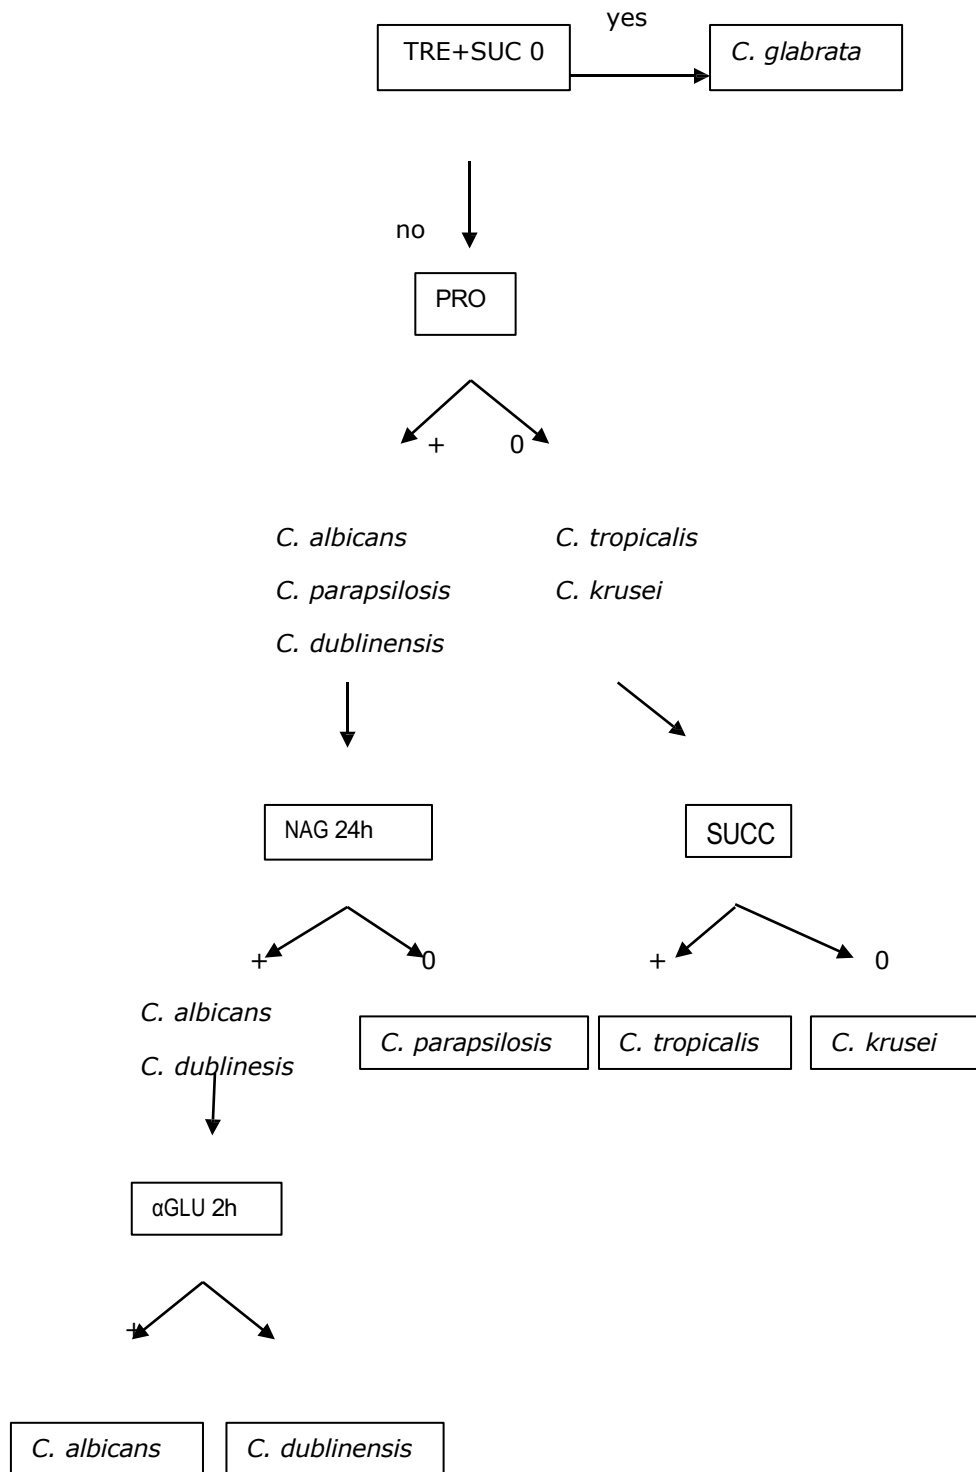 yes
TRE+SUC 0
C. glabrata
no
PRO
+ 0
C. albicans
C. tropicalis
C. parapsilosis
C. krusei
C. dublinensis
NAG 24h
SUCC
+ 0
+ 0
C. albicans
C. dublinesis
C. parapsilosis
C. tropicalis
C. krusei
αGLU 2h
+
C. albicans
C. dublinensis